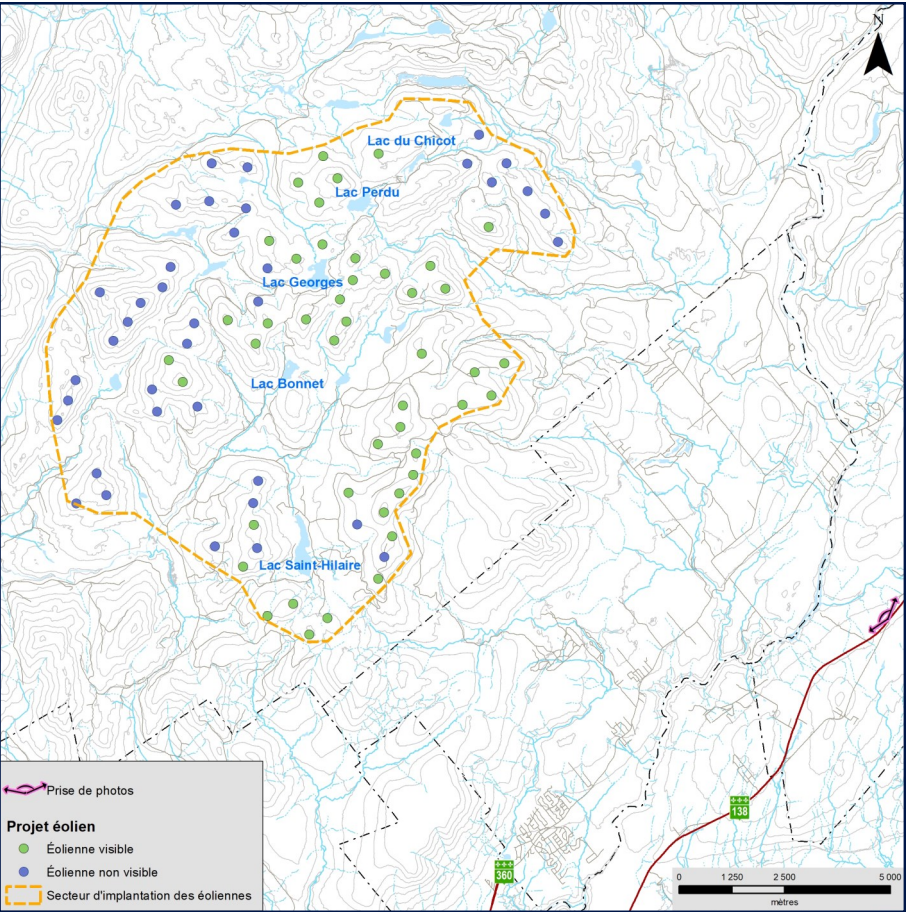 N
Lac du Chicot
Lac Perdu
Lac Georges
Lac Bonnet
Lac Saint-Hilaire
Prise de photos
Projet éolien
Éolienne visible
Éolienne non visible
Secteur d'implantation des éoliennes
138
360
0 1 250 2 500 5 000
mètres